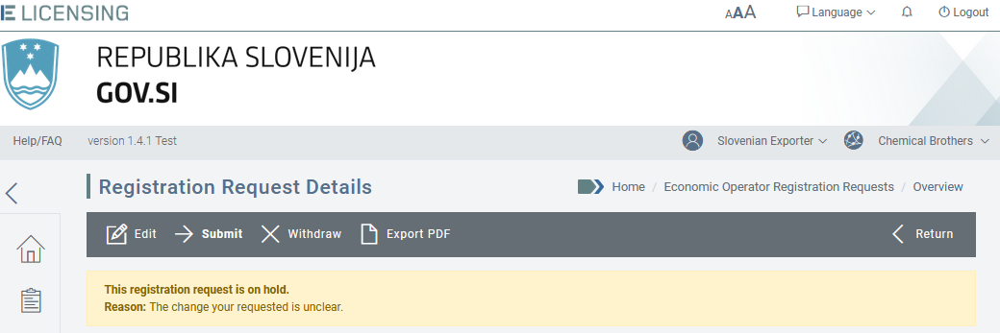 E LICENSING
AAA
Language
Logout
REPUBLIKA SLOVENIJA
GOV.SI
Help/FAQ
version 1.4.1 Test
Slovenian Exporter
Chemical Brothers
Registration Request Details
Home / Economic Operator Registration Requests / Overview
Edit
Submit
Withdraw
Export PDF
Return
This registration request is on hold.
Reason: The change your requested is unclear.